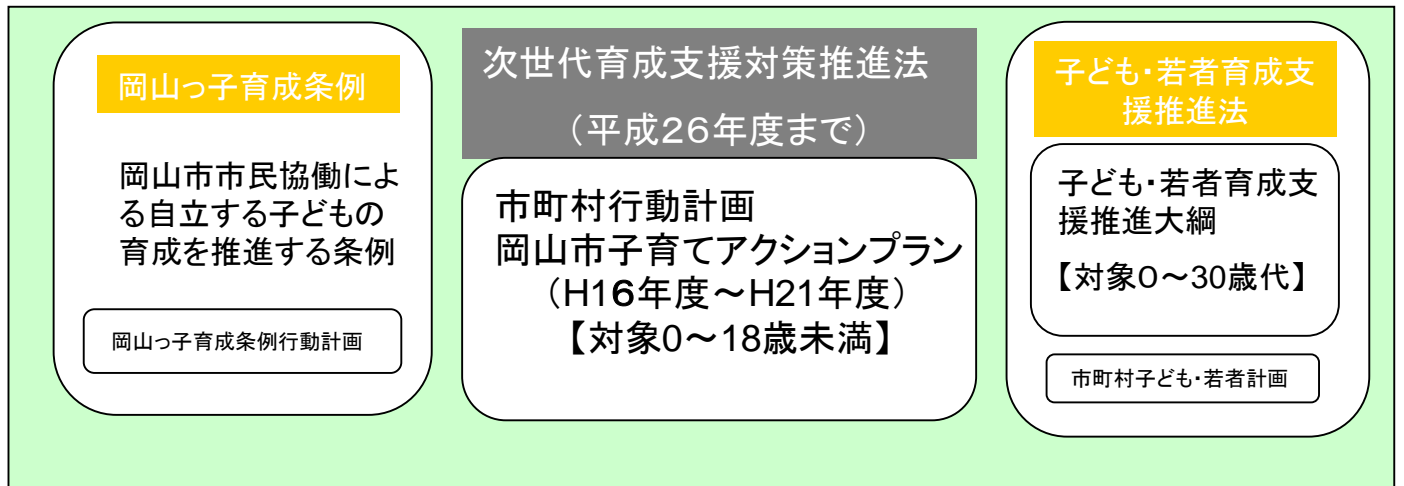 岡山っ子育成条例
岡山市市民協働によ
る自立する子どもの
育成を推進する条例
岡山っ子育成条例行動計画
次世代育成支援対策推進法
（平成２６年度まで）
市町村行動計画
岡山市子育てアクションプラン
（H1６年度～H21年度）
【対象0～18歳未満】
子ども・若者育成支
援推進法
子ども・若者育成支
援推進大綱
【対象０～30歳代】
市町村子ども・若者計画